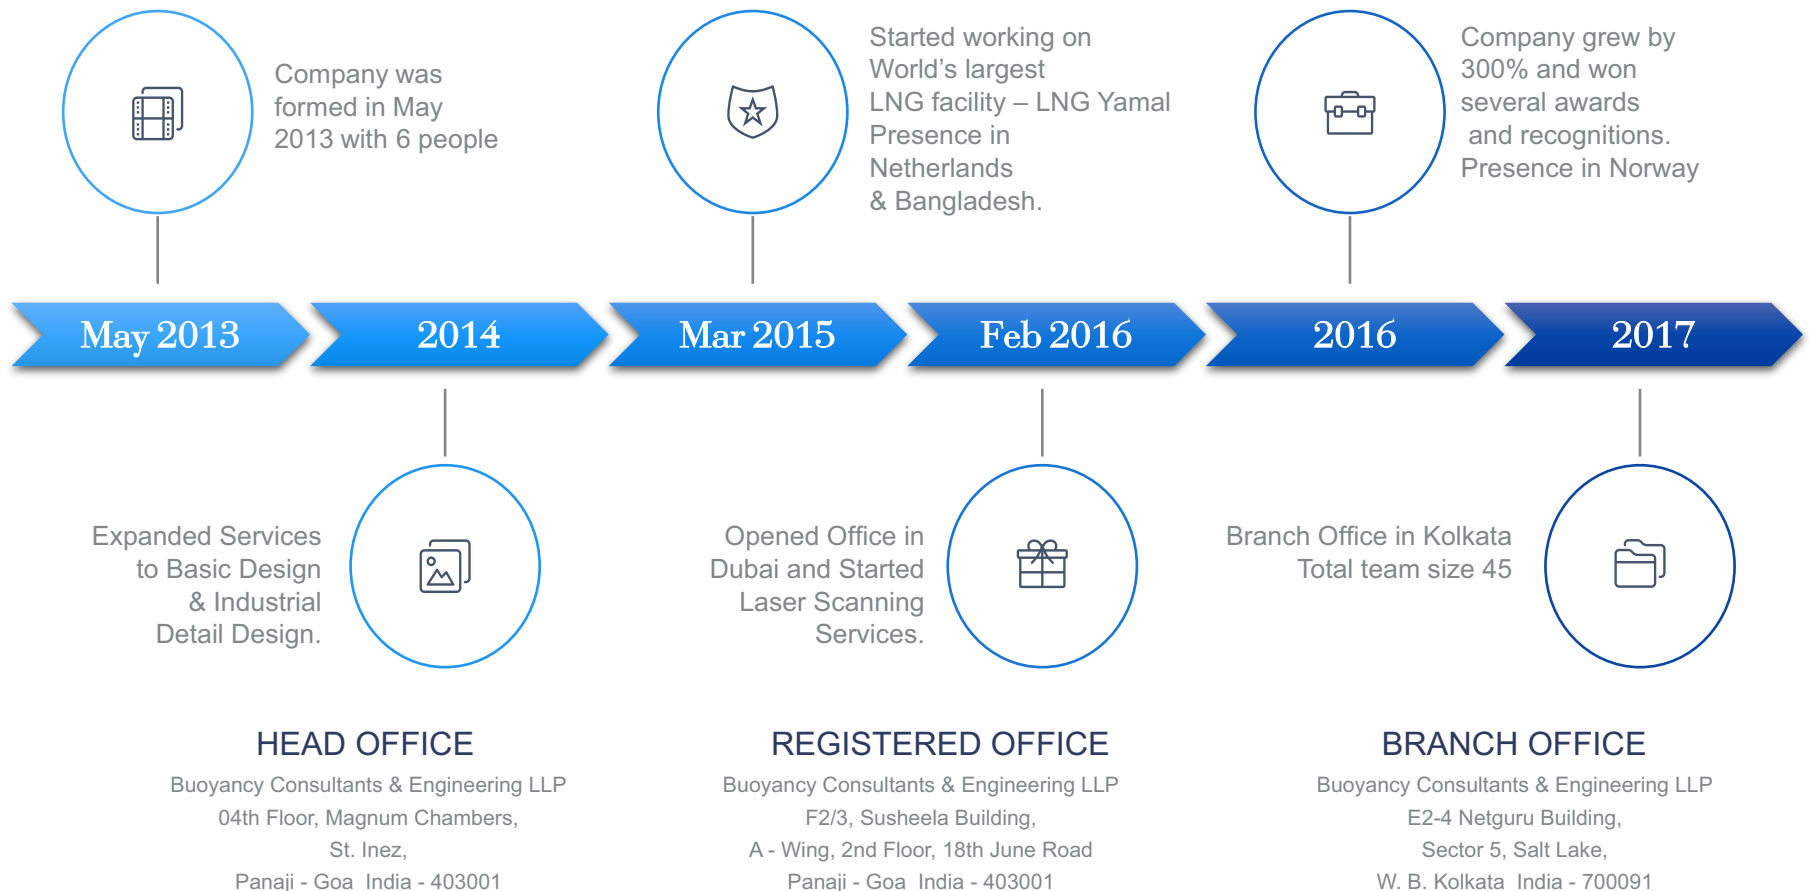 Company was
formed in May
2013 with 6 people
Started working on
World’s largest
LNG facility – LNG Yamal
Presence in
Netherlands
& Bangladesh.
Company grew by
300% and won
several awards
and recognitions.
Presence in Norway
May 2013
2014
Mar 2015
Feb 2016
2016
2017
Expanded Services
to Basic Design
& Industrial
Detail Design.
Opened Office in
Dubai and Started
Laser Scanning
Services.
Branch Office in Kolkata
Total team size 45
HEAD OFFICE
Buoyancy Consultants & Engineering LLP
04th Floor, Magnum Chambers,
St. Inez,
Panaji - Goa India - 403001
REGISTERED OFFICE
Buoyancy Consultants & Engineering LLP
F2/3, Susheela Building,
A - Wing, 2nd Floor, 18th June Road
Panaji - Goa India - 403001
BRANCH OFFICE
Buoyancy Consultants & Engineering LLP
E2-4 Netguru Building,
Sector 5, Salt Lake,
W. B. Kolkata India - 700091